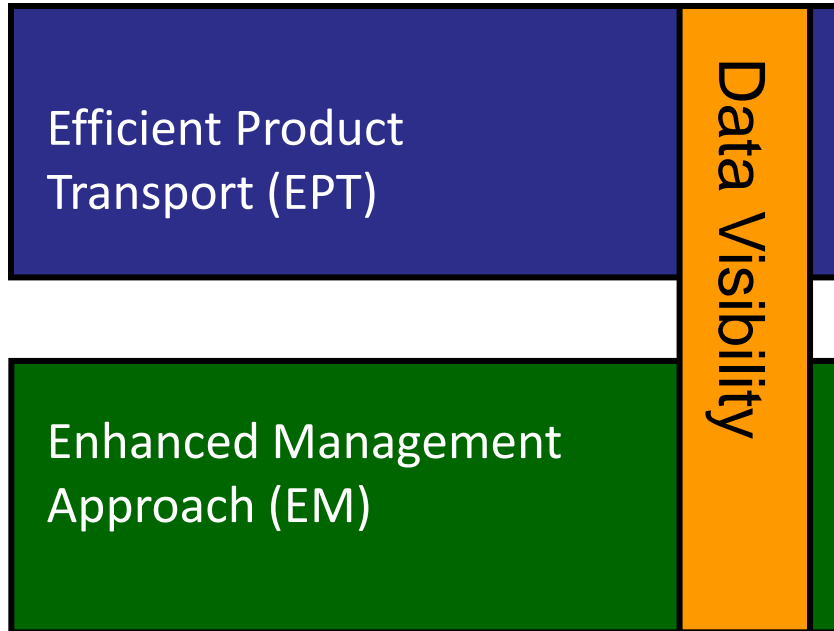 Efficient Product
Transport (EPT)
Data Visibility
Enhanced Management
Approach (EM)